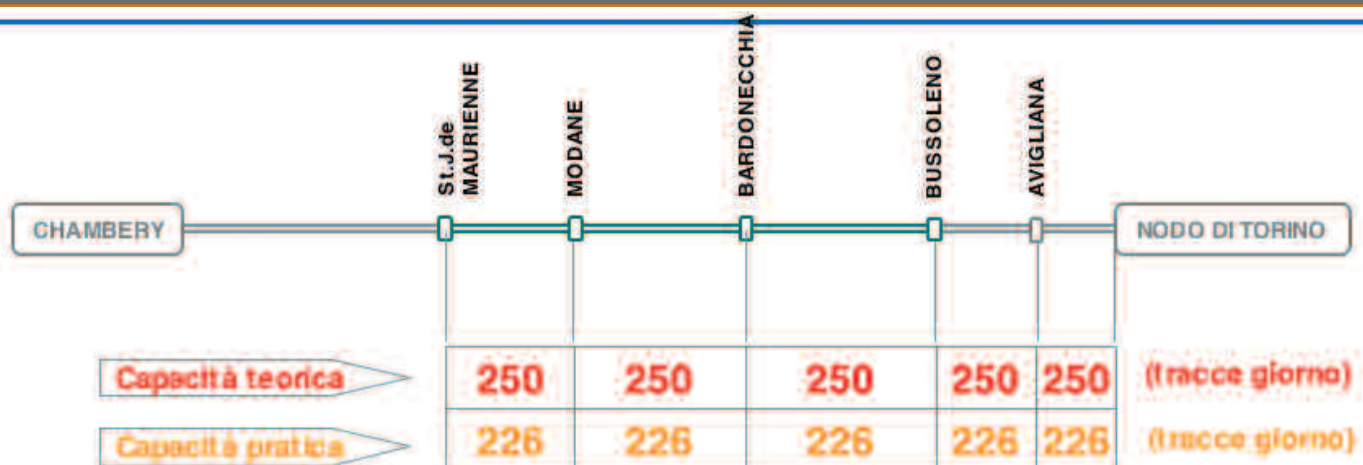 St.J.de
MAURIENNE
MODANE
BARDONECCHIA
BUSSOLENO
AVIGLIANA
CHAMBERY
NODO DI TORINO
Capacità teorica 250 250 250 250 250 (tracce giorno)
Capacità pratica 226 226 226 226 226 (tracce giorno)